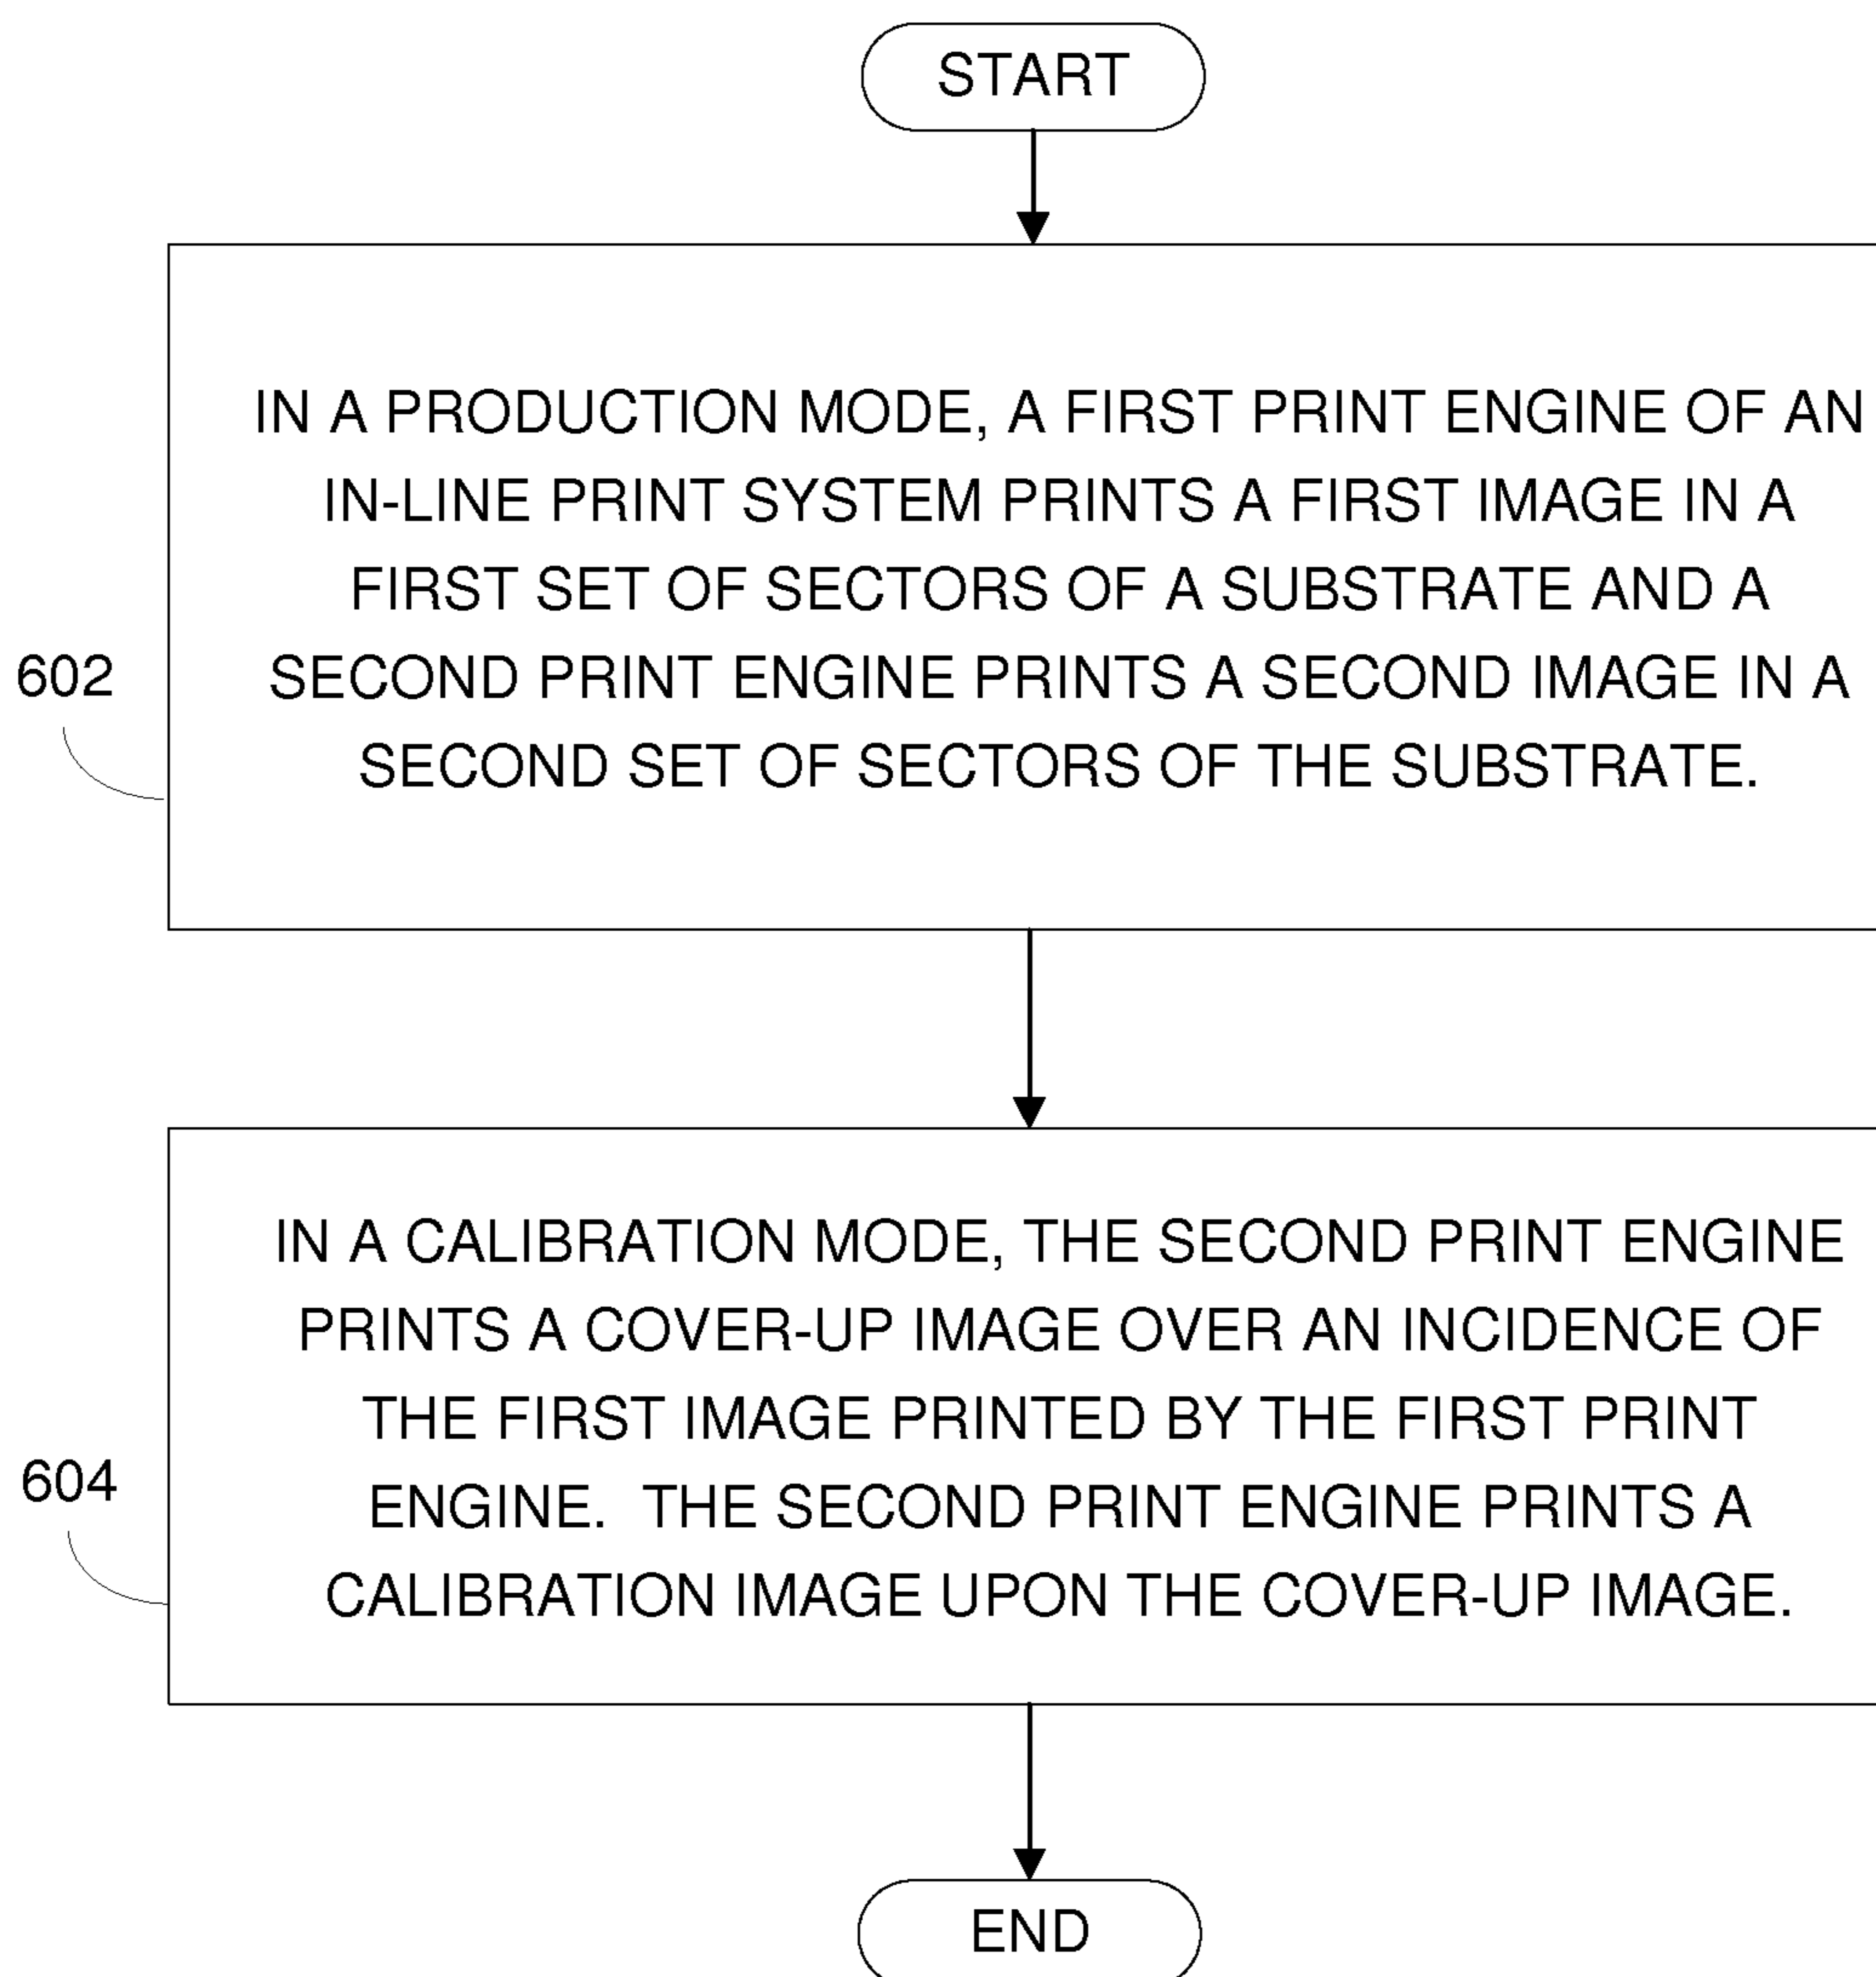 START
IN A PRODUCTION MODE, A FIRST PRINT ENGINE OF AN
IN-LINE PRINT SYSTEM PRINTS A FIRST IMAGE IN A
FIRST SET OF SECTORS OF A SUBSTRATE AND A
SECOND PRINT ENGINE PRINTS A SECOND IMAGE IN A
SECOND SET OF SECTORS OF THE SUBSTRATE.
602
IN A CALIBRATION MODE, THE SECOND PRINT ENGINE
PRINTS A COVER-UP IMAGE OVER AN INCIDENCE OF
THE FIRST IMAGE PRINTED BY THE FIRST PRINT
ENGINE. THE SECOND PRINT ENGINE PRINTS A
CALIBRATION IMAGE UPON THE COVER-UP IMAGE.
604
END